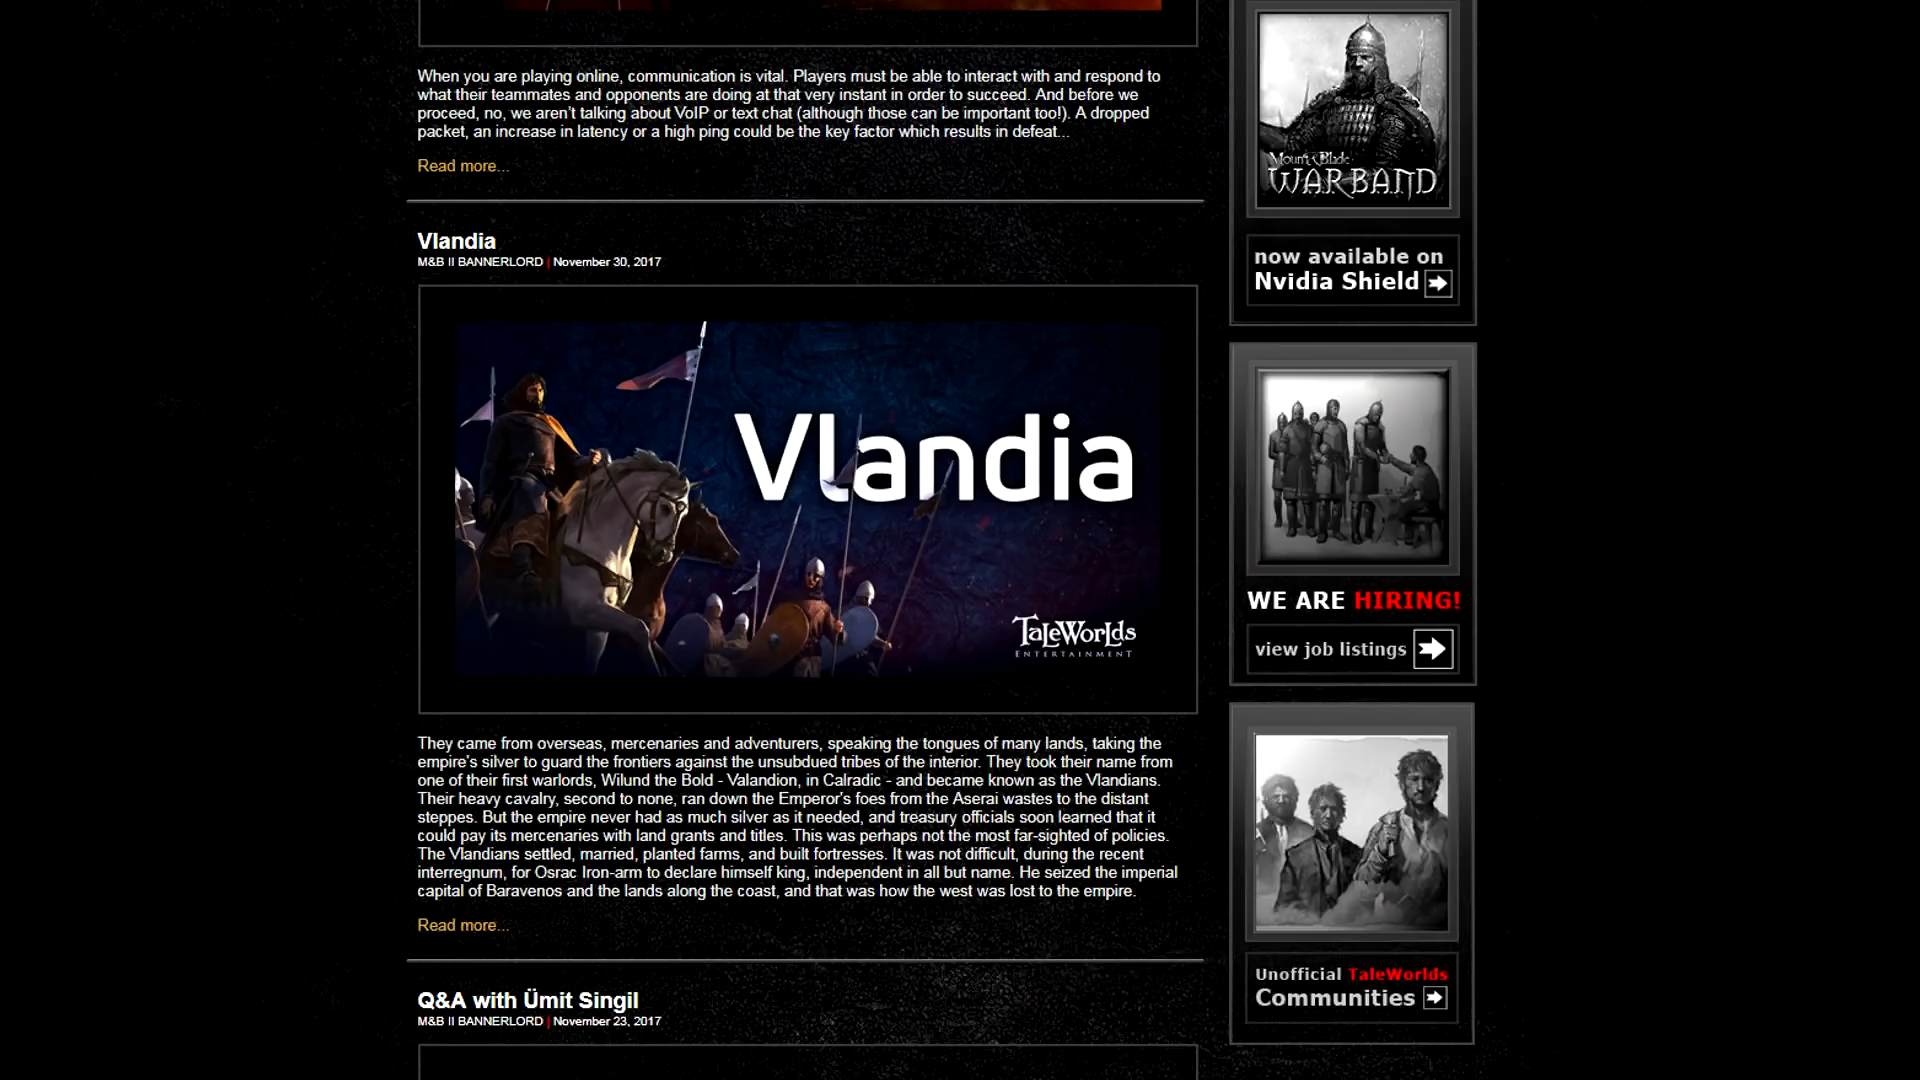 When you are playing online, communication is vital. Players must be able to interact with and respond to
what their teammates and opponents are doing at that very instant in order to succeed. And before we
proceed, no, we aren't talking about VoIP or text chat (although those can be important too!). A dropped
packet, an increase in latency or a high ping could be the key factor which results in defeat...
Read more...
Vlandia
M&B II BANNERLORD | November 30, 2017
Vlandia
TaleWorlds
ENTERTAINMENT
They came from overseas, mercenaries and adventurers, speaking the tongues of many lands, taking the
empire's silver to guard the frontiers against the unsubdued tribes of the interior. They took their name from
one of their first warlords, Wilund the Bold - Valandion, in Calradic - and became known as the Vlandians.
Their heavy cavalry, second to none, ran down the Emperor's foes from the Aserai wastes to the distant
steppes. But the empire never had as much silver as it needed, and treasury officials soon learned that it
could pay its mercenaries with land grants and titles. This was perhaps not the most far-sighted of policies.
The Vlandians settled, married, planted farms, and built fortresses. It was not difficult, during the recent
interregnum, for Osrac Iron-arm to declare himself king, independent in all but name. He seized the imperial
capital of Baravenos and the lands along the coast, and that was how the west was lost to the empire.
Read more...
Q&A with Ümit Singil
M&B II BANNERLORD | November 23, 2017
Mount&Blade
WARBAND
now available on
Nvidia Shield
WE ARE HIRING!
view job listings
Unofficial TaleWorlds
Communities